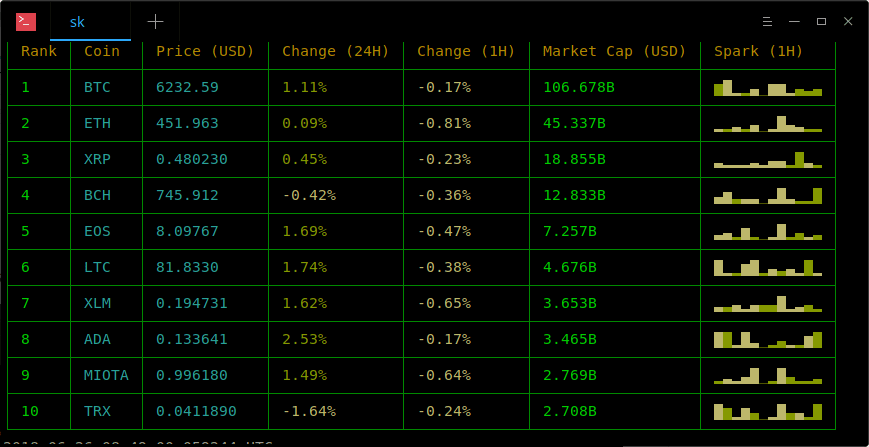 sk
Rank Coin Price (USD) Change (24H) Change (1H) Market Cap (USD) Spark (1H)
1 BTC 6232.59 1.11% -0.17% 106.678B
2 ETH 451.963 0.09% -0.81% 45.337B
3 XRP 0.480230 0.45% -0.23% 18.855B
4 BCH 745.912 -0.42% -0.36% 12.833B
5 EOS 8.09767 1.69% -0.47% 7.257B
6 LTC 81.8330 1.74% -0.38% 4.676B
7 XLM 0.194731 1.62% -0.65% 3.653B
8 ADA 0.133641 2.53% -0.17% 3.465B
9 MIOTA 0.996180 1.49% -0.64% 2.769B
10 TRX 0.0411890 -1.64% -0.24% 2.708B